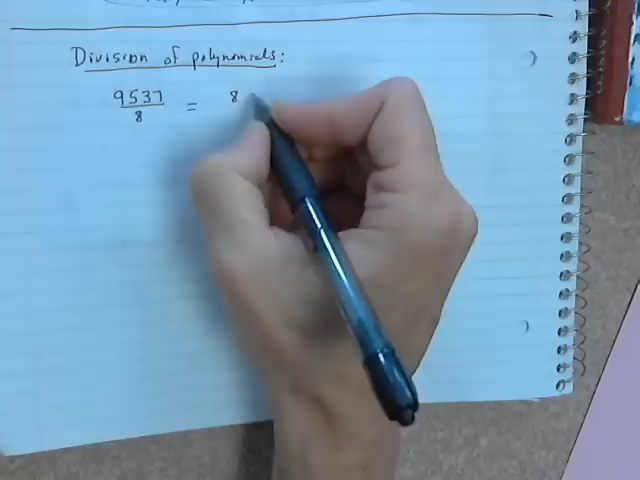 Division of polynomials:
9537/8 = 8